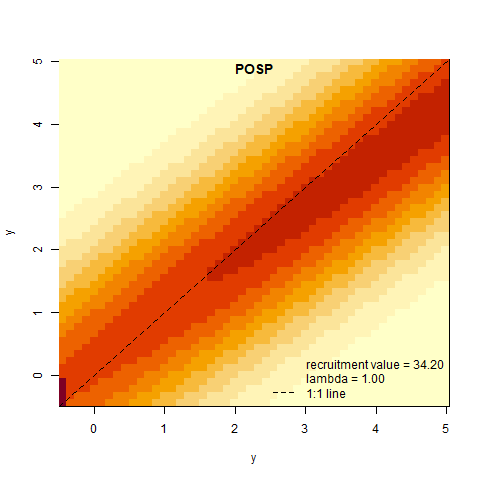 POSP
5
4
3
2
1
0
y
recruitment value = 34.20
lambda = 1.00
1:1 line
0 1 2 3 4 5
y